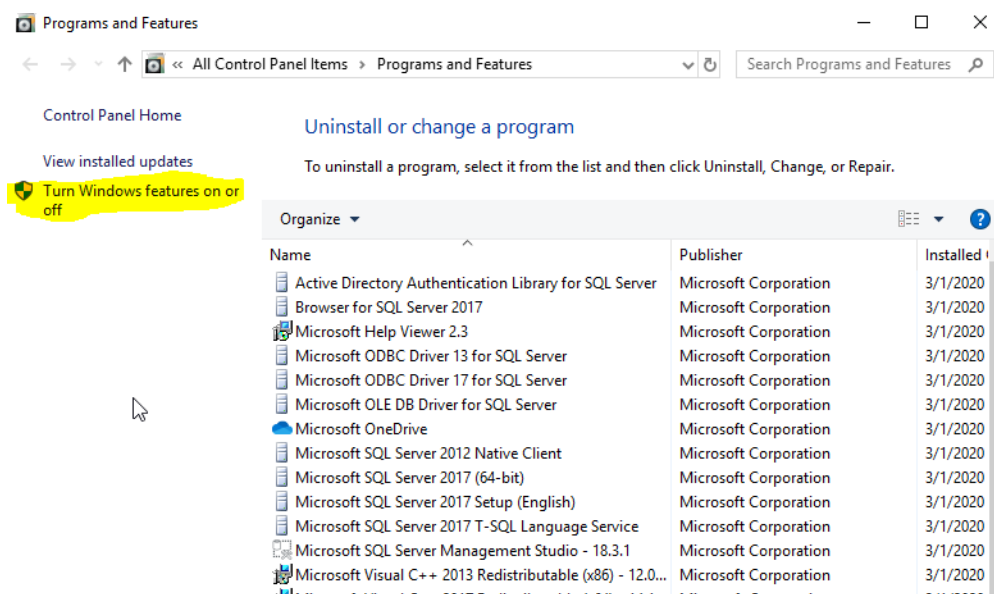 Programs and Features
« All Control Panel Items > Programs and Features
Search Programs and Features
Control Panel Home
View installed updates
Turn Windows features on or
off
Uninstall or change a program
To uninstall a program, select it from the list and then click Uninstall, Change, or Repair.
Organize
?
Name Publisher Installed
Active Directory Authentication Library for SQL Server Microsoft Corporation 3/1/2020
Browser for SQL Server 2017 Microsoft Corporation 3/1/2020
Microsoft Help Viewer 2.3 Microsoft Corporation 3/1/2020
Microsoft ODBC Driver 13 for SQL Server Microsoft Corporation 3/1/2020
Microsoft ODBC Driver 17 for SQL Server Microsoft Corporation 3/1/2020
Microsoft OLE DB Driver for SQL Server Microsoft Corporation 3/1/2020
Microsoft OneDrive Microsoft Corporation 3/1/2020
Microsoft SQL Server 2012 Native Client Microsoft Corporation 3/1/2020
Microsoft SQL Server 2017 (64-bit) Microsoft Corporation 3/1/2020
Microsoft SQL Server 2017 Setup (English) Microsoft Corporation 3/1/2020
Microsoft SQL Server 2017 T-SQL Language Service Microsoft Corporation 3/1/2020
Microsoft SQL Server Management Studio - 18.3.1 Microsoft Corporation 3/1/2020
Microsoft Visual C++ 2013 Redistributable (x86) - 12.0... Microsoft Corporation 3/1/2020